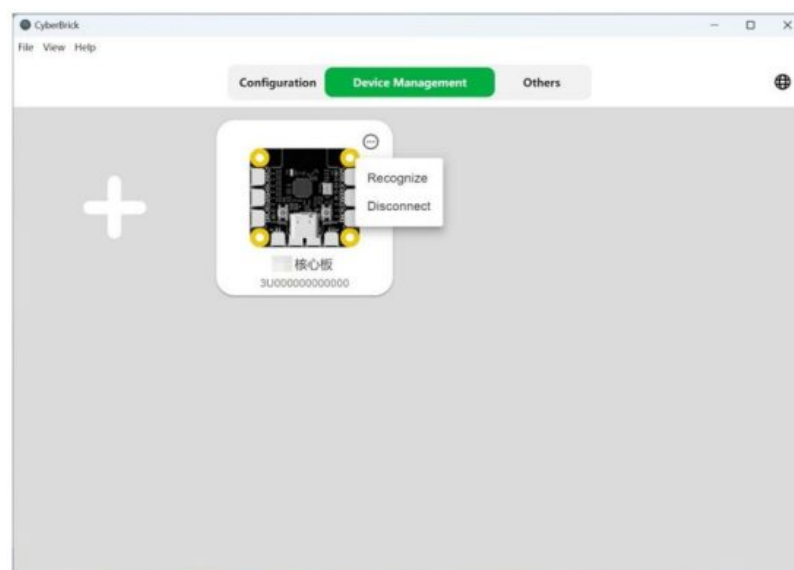 CyberBrick
File View Help
Configuration Device Management Others
Recognize
Disconnect
核心板
3U000000000000